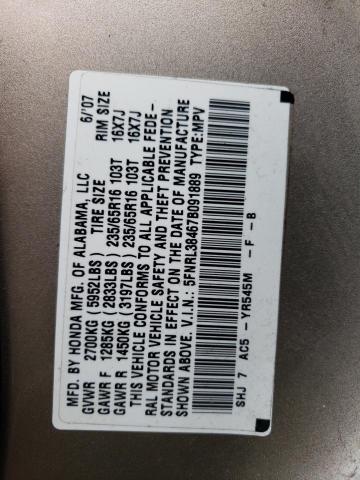 MFD. BY HONDA MFG. OF ALABAMA, LLC 6/'07
GVWR 2700KG (5952LBS) TIRE SIZE RIM SIZE
GAWR F 1285KG (2833LBS) 235/65R16 103T 16X7J
GAWR R 1450KG (3197LBS) 235/65R16 103T 16X7J
THIS VEHICLE CONFORMS TO ALL APPLICABLE FEDE-
RAL MOTOR VEHICLE SAFETY AND THEFT PREVENTION
STANDARDS IN EFFECT ON THE DATE OF MANUFACTURE
SHOWN ABOVE. V.I.N.: 5FNRL38467B091889 TYPE:MPV
SHJ 7 AC5 - YR545M - F - B